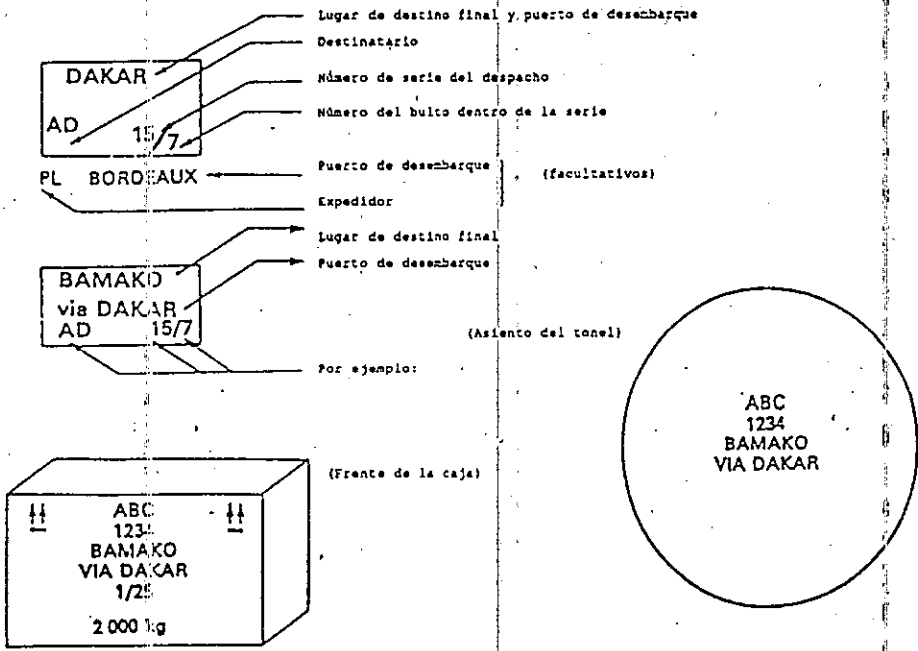 Lugar de destino final y puerto de desembarque
Destinatario
DAKAR
Número de serie del despacho
AD 15/7
Número del bulto dentro de la serie
PL BORDEAUX
Puerto de desembarque
(facultativos)
Expedidor
Lugar de destino final
Puerto de desembarque
BAMAKO
via DAKAR
AD 15/7
(Asiento del tonel)
Por ejemplo:
ABC
1234
BAMAKO
VIA DAKAR
(Frente de la caja)
ABC
1234
BAMAKO
VIA DAKAR
1/25
2 000 kg